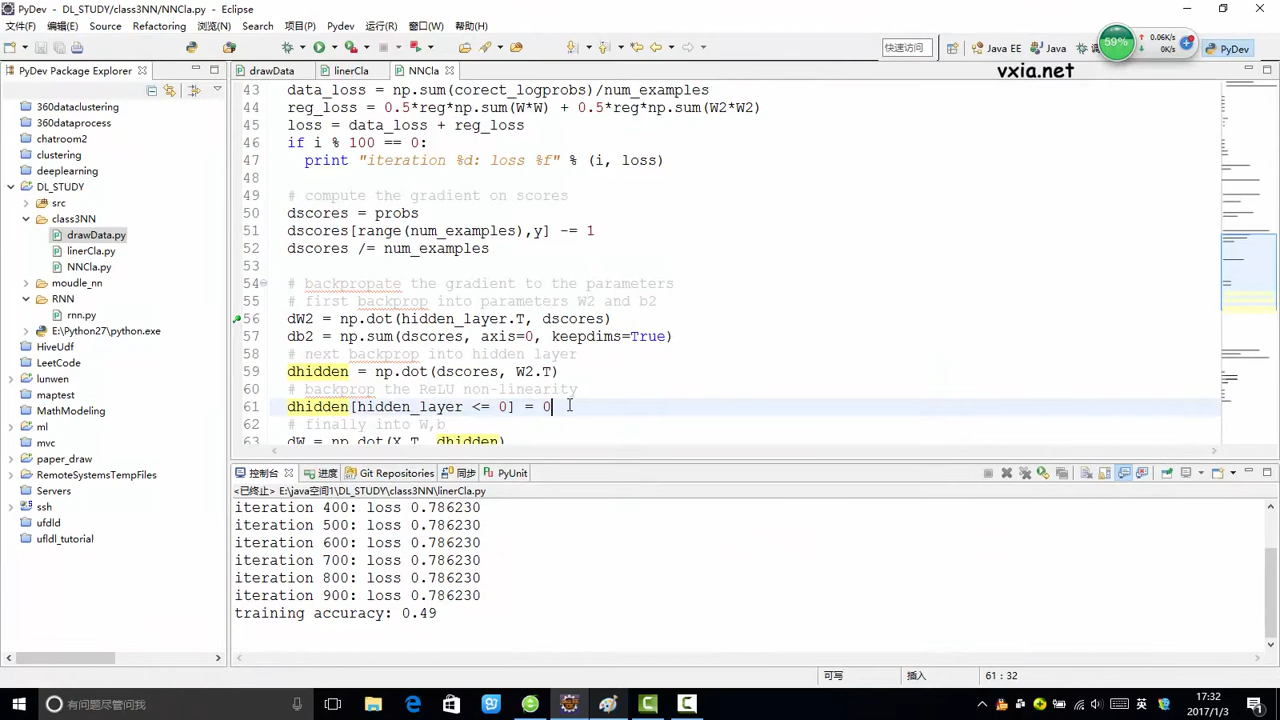 PyDev - DL_STUDY/class3NN/NNCla.py - Eclipse
文件(F) 编辑(E) Source Refactoring 浏览(N) Search 项目(P) Pydev 运行(R) 窗口(W) 帮助(H)
快速访问 Java EE Java PyDev
59% 0.06K/s 0K/s
vxia.net
PyDev Package Explorer
360dataclustering
360dataprocess
chatroom2
clustering
deeplearning
DL_STUDY
src
class3NN
drawData.py
linerCla.py
NNCla.py
moudle_nn
RNN
rnn.py
E:\Python27\python.exe
HiveUdf
LeetCode
lunwen
maptest
MathModeling
ml
mvc
paper_draw
RemoteSystemsTempFiles
Servers
ssh
ufdld
ufldl_tutorial
drawData linerCla NNCla
43 data_loss = np.sum(corect_logprobs)/num_examples
44 reg_loss = 0.5*reg*np.sum(W*W) + 0.5*reg*np.sum(W2*W2)
45 loss = data_loss + reg_loss
46 if i % 100 == 0:
47 print "iteration %d: loss %f" % (i, loss)
48
49 # compute the gradient on scores
50 dscores = probs
51 dscores[range(num_examples),y] -= 1
52 dscores /= num_examples
53
54 # backpropate the gradient to the parameters
55 # first backprop into parameters W2 and b2
56 dW2 = np.dot(hidden_layer.T, dscores)
57 db2 = np.sum(dscores, axis=0, keepdims=True)
58 # next backprop into hidden layer
59 dhidden = np.dot(dscores, W2.T)
60 # backprop the ReLU non-linearity
61 dhidden[hidden_layer <= 0] = 0
62 # finally into W,b
63 dW = np.dot(X.T, dhidden)
控制台 进度 Git Repositories 同步 PyUnit
<已终止> E:\java空间1\DL_STUDY\class3NN\linerCla.py
iteration 400: loss 0.786230
iteration 500: loss 0.786230
iteration 600: loss 0.786230
iteration 700: loss 0.786230
iteration 800: loss 0.786230
iteration 900: loss 0.786230
training accuracy: 0.49
可写 插入 61 : 32
有问题尽管问我
17:32
2017/1/3